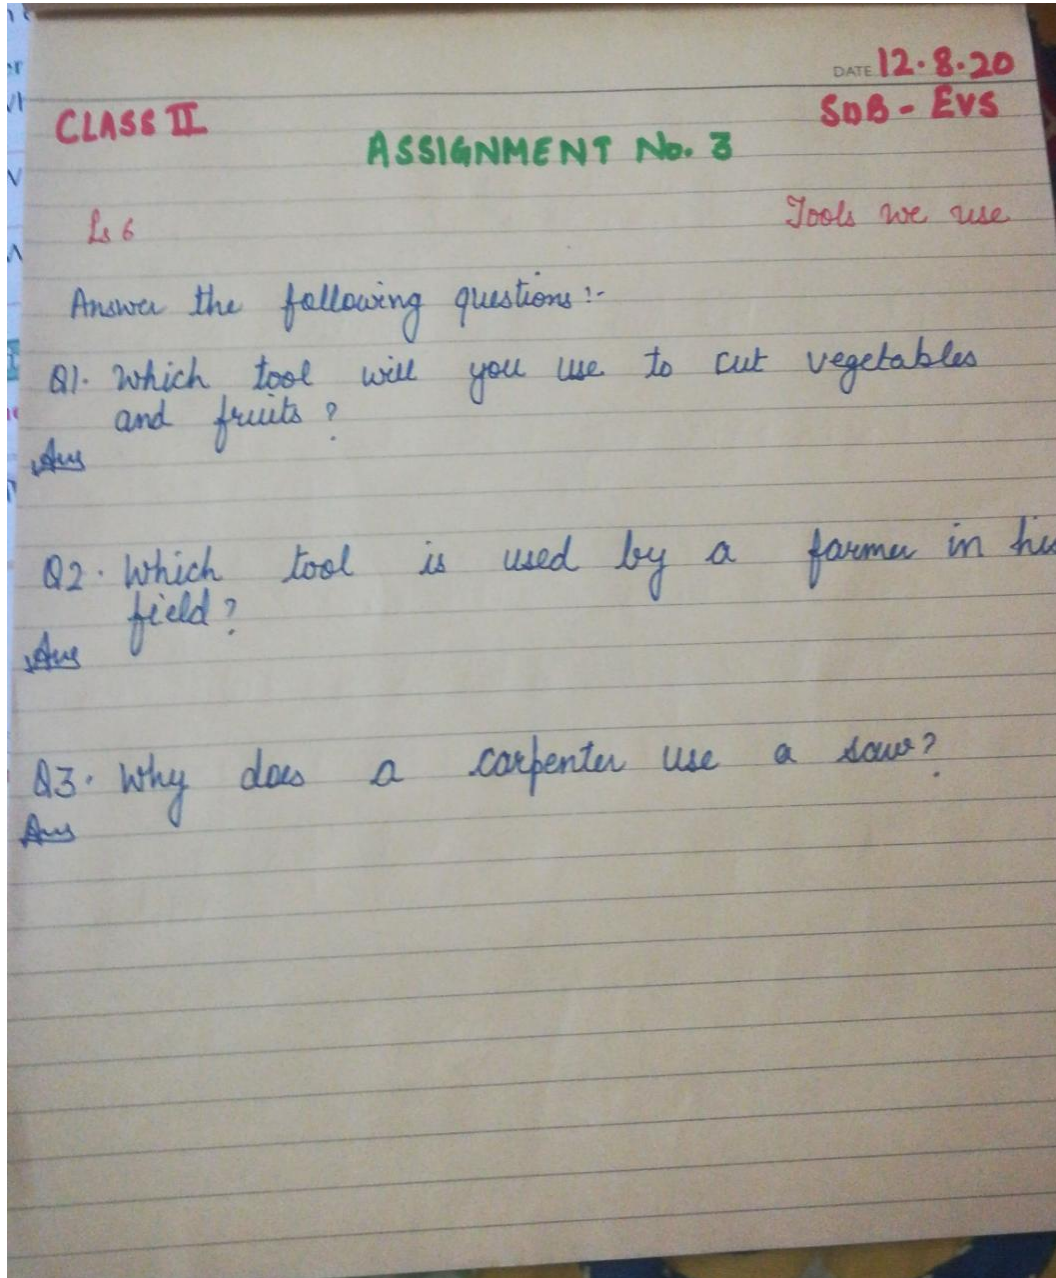 DATE 12.8.20
CLASS II
SUB - EVS
ASSIGNMENT No. 3
Ls 6
Tools we use
Answer the following questions :-
Q1. Which tool will you use to cut vegetables
and fruits ?
Ans
Q2. Which tool is used by a farmer in his
field ?
Ans
Q3. Why does a carpenter use a saw?
Ans